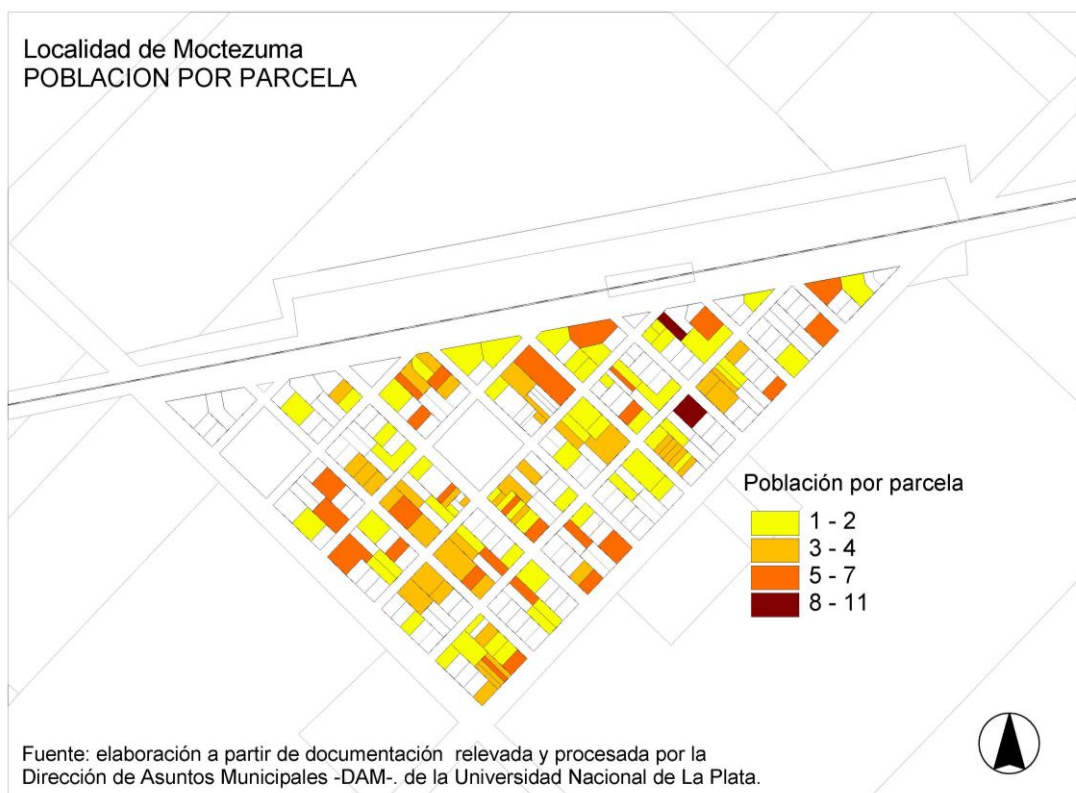 Localidad de Moctezuma
POBLACION POR PARCELA
Población por parcela
1 - 2
3 - 4
5 - 7
8 - 11
Fuente: elaboración a partir de documentación relevada y procesada por la
Dirección de Asuntos Municipales -DAM-. de la Universidad Nacional de La Plata.